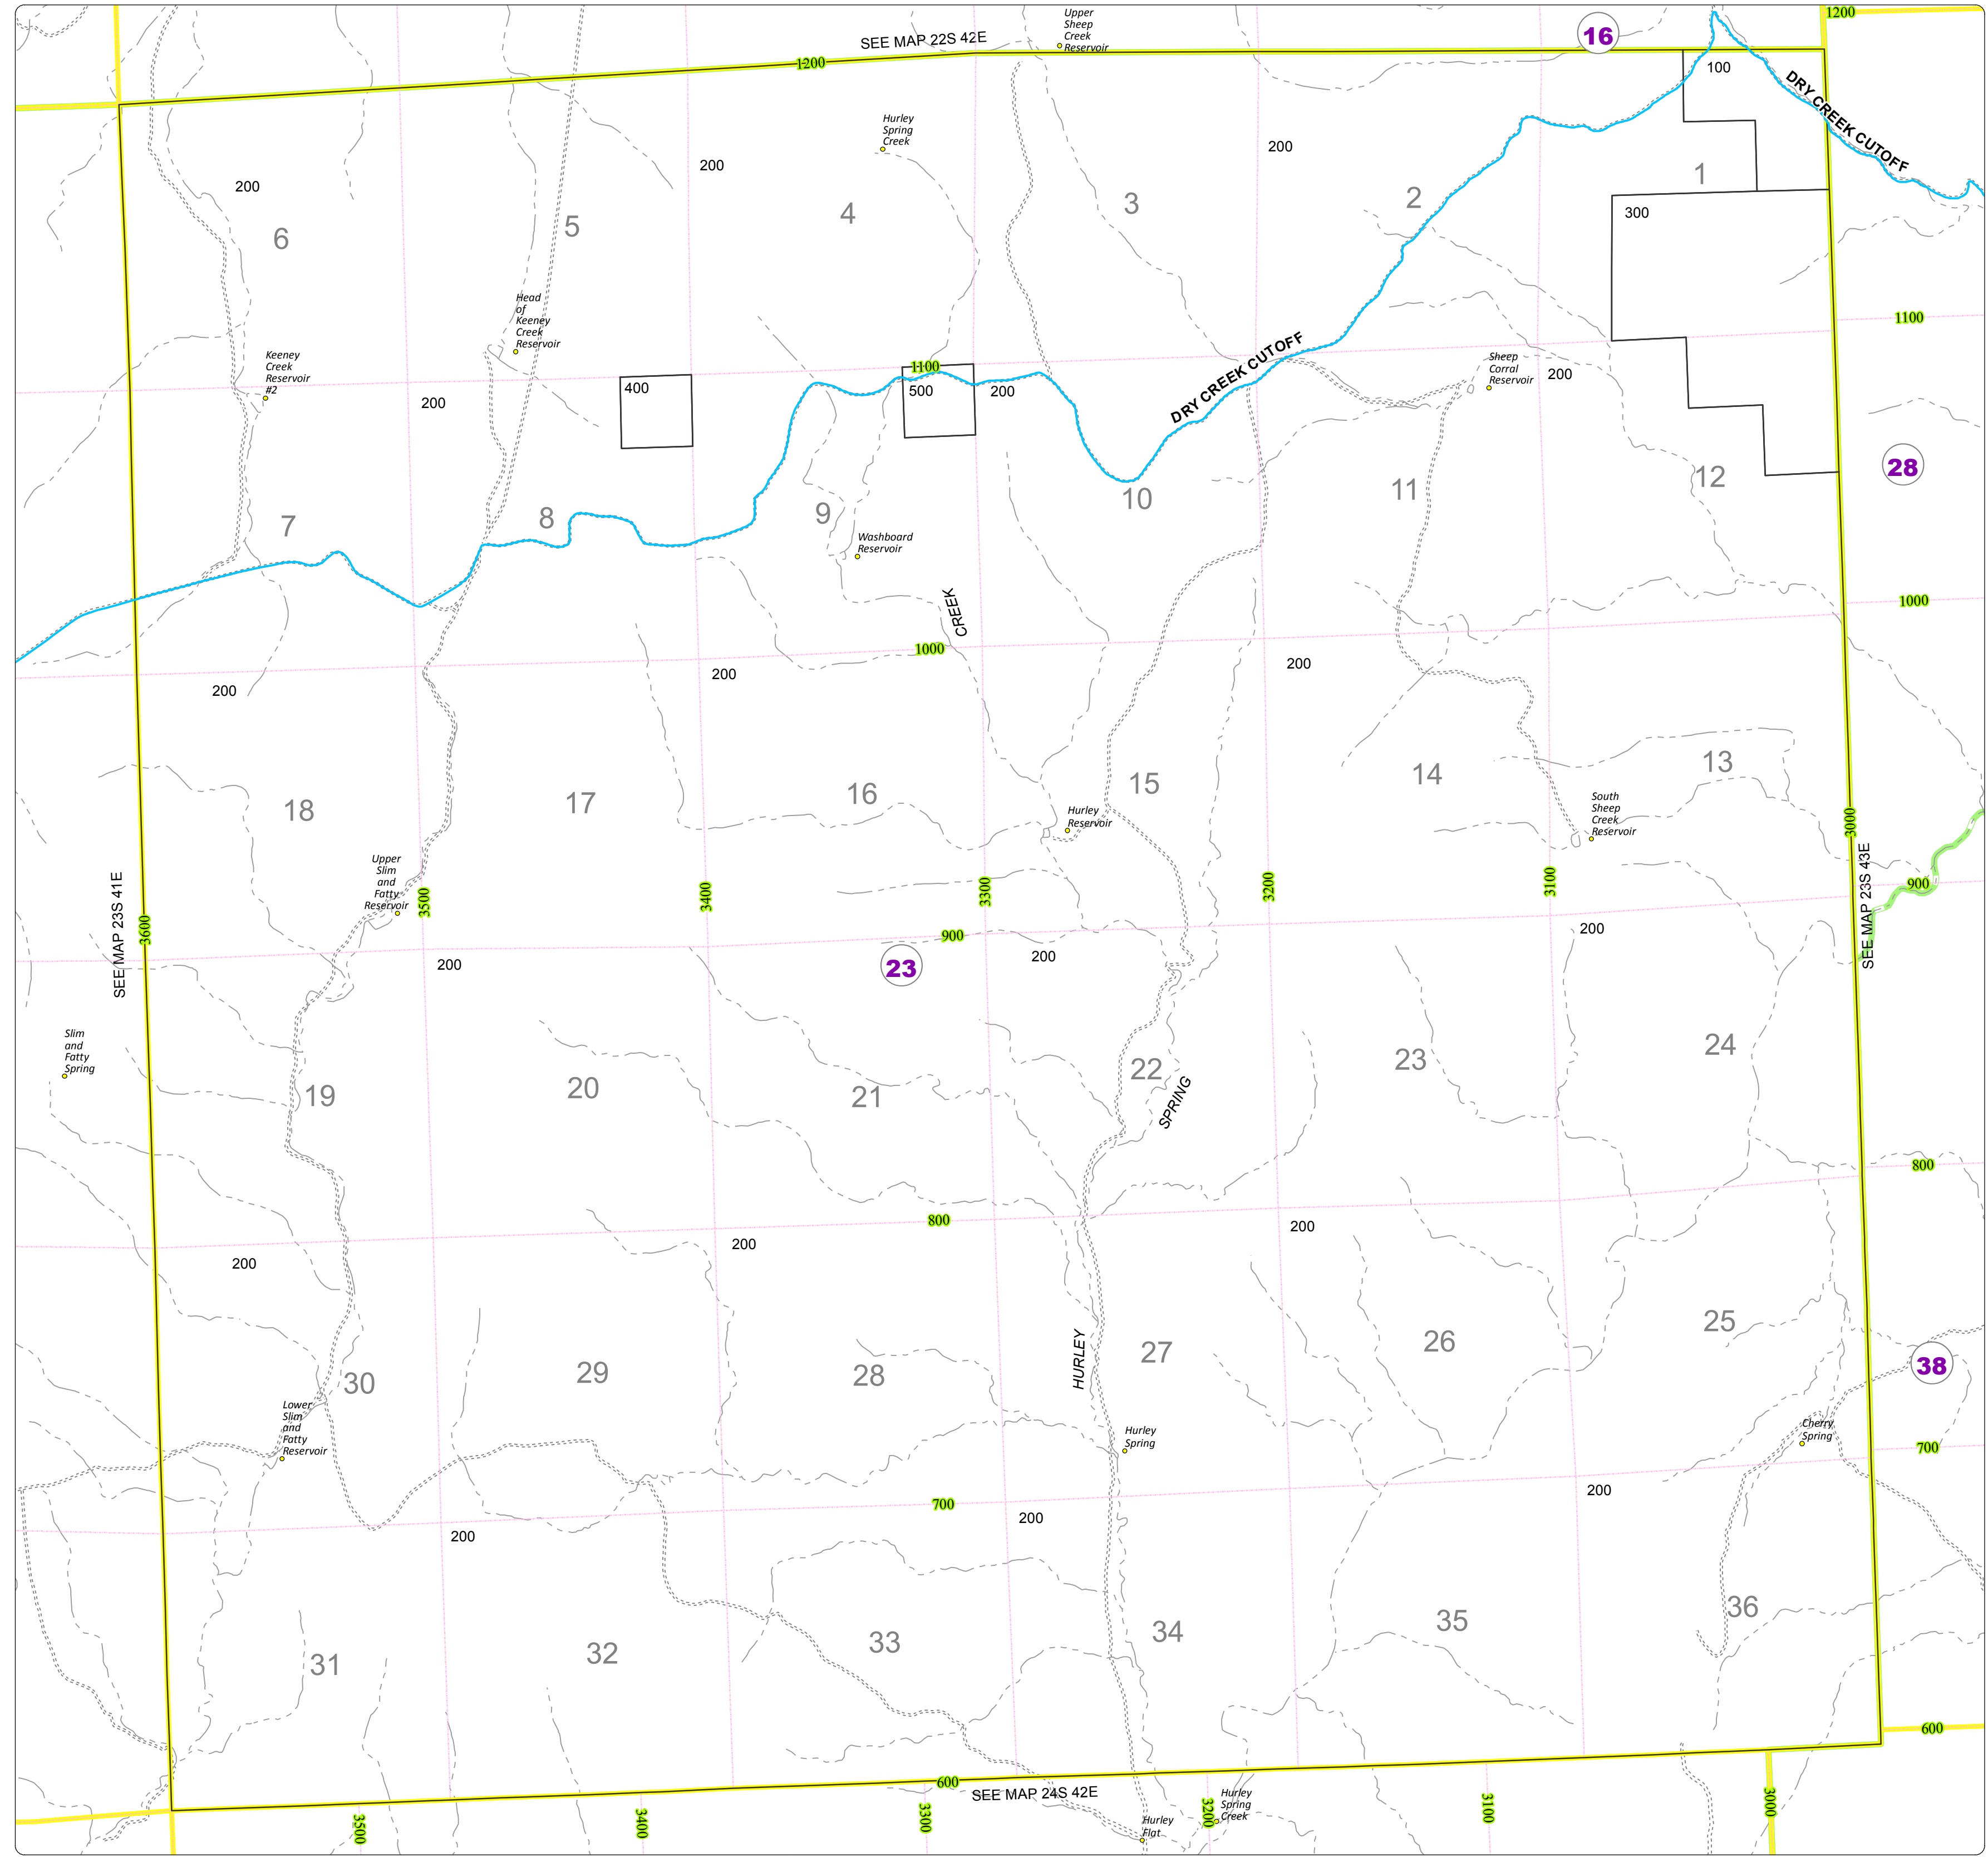 Upper
Sheep
Creek
Reservoir
1200
16
SEE MAP 22S 42E
1200
100
DRY CREEK CUTOFF
Hurley
Spring
Creek
200
200
200
1
2
3
4
5
6
300
Head
of
Keeney
Creek
Reservoir
1100
DRY CREEK CUTOFF
Keeney
Creek
Reservoir
#2
Sheep
Corral
Reservoir
200
1100
400
500
200
200
28
12
11
10
9
8
7
Washboard
Reservoir
CREEK
1000
1000
200
200
200
13
14
15
16
17
18
Hurley
Reservoir
South
Sheep
Creek
Reservoir
3000
SEE MAP 23S 43E
Upper
Slim
and
Fatty
Reservoir
SEE MAP 23S 41E
3600
3500
3400
3300
3200
3100
900
900
200
200
200
23
Slim
and
Fatty
Spring
19
20
21
22
23
24
SPRING
800
800
200
200
200
25
26
27
28
29
30
HURLEY
38
Lower
Slim
and
Fatty
Reservoir
Hurley
Spring
Cherry
Spring
700
700
200
200
200
36
35
34
33
32
31
600
600
SEE MAP 24S 42E
3500
3400
3300
3200
3100
3000
Hurley
Spring
Creek
Hurley
Flat